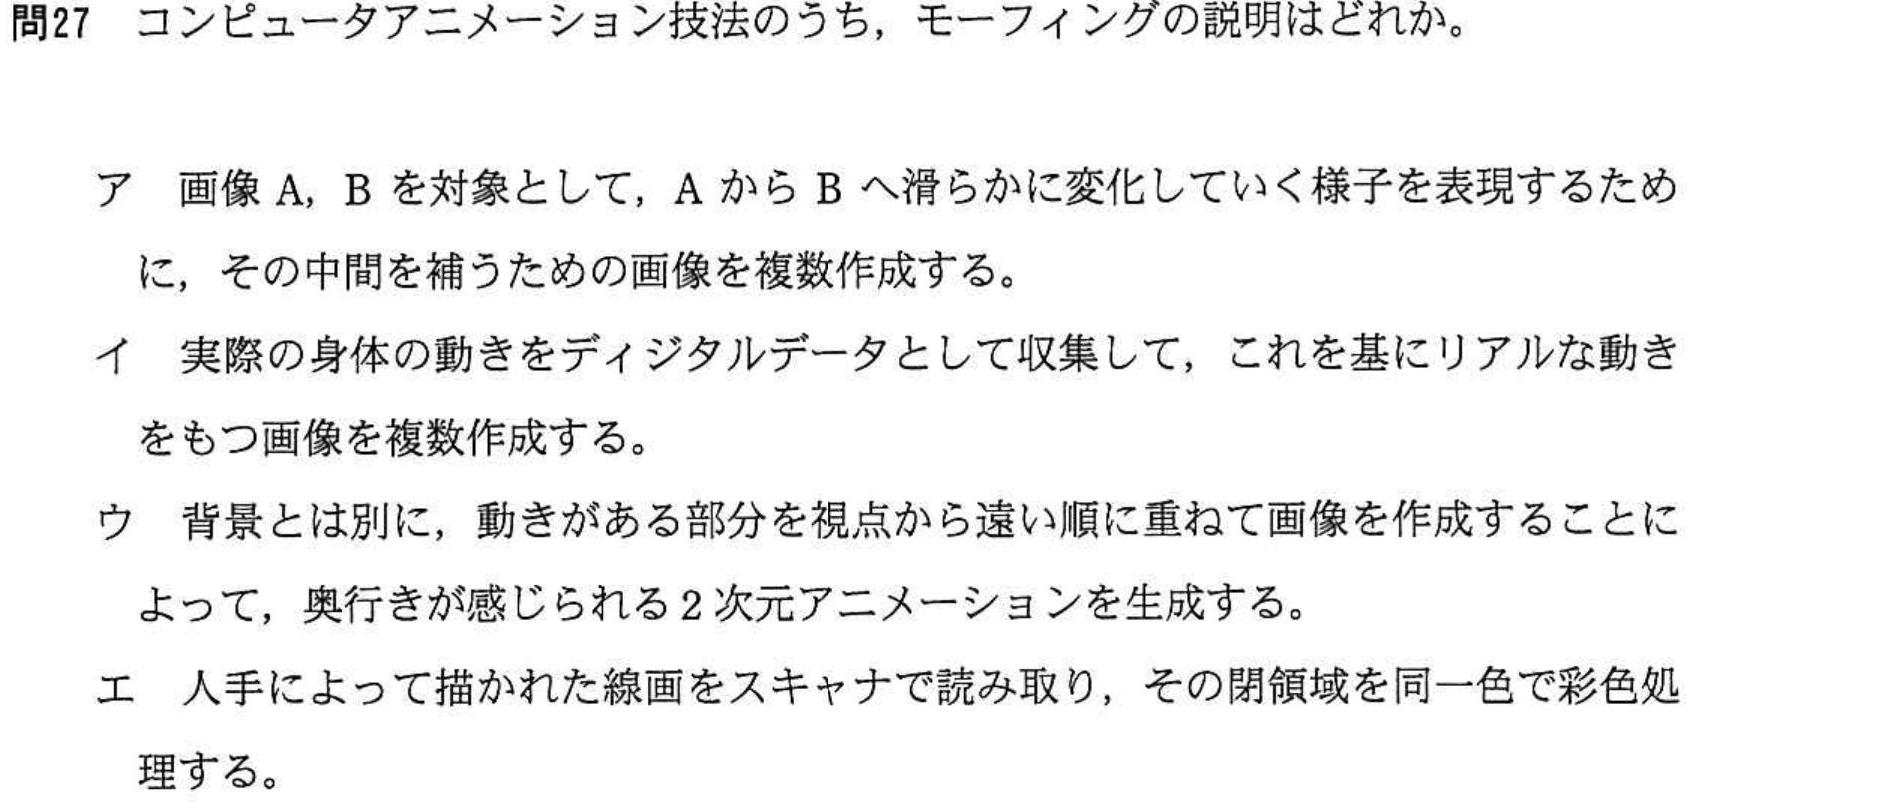 問27 コンピュータアニメーション技法のうち，モーフィングの説明はどれか。
ア 画像 A，B を対象として，A から B へ滑らかに変化していく様子を表現するため
に，その中間を補うための画像を複数作成する。
イ 実際の身体の動きをディジタルデータとして収集して，これを基にリアルな動き
をもつ画像を複数作成する。
ウ 背景とは別に，動きがある部分を視点から遠い順に重ねて画像を作成することに
よって，奥行きが感じられる 2 次元アニメーションを生成する。
エ 人手によって描かれた線画をスキャナで読み取り，その閉領域を同一色で彩色処
理する。